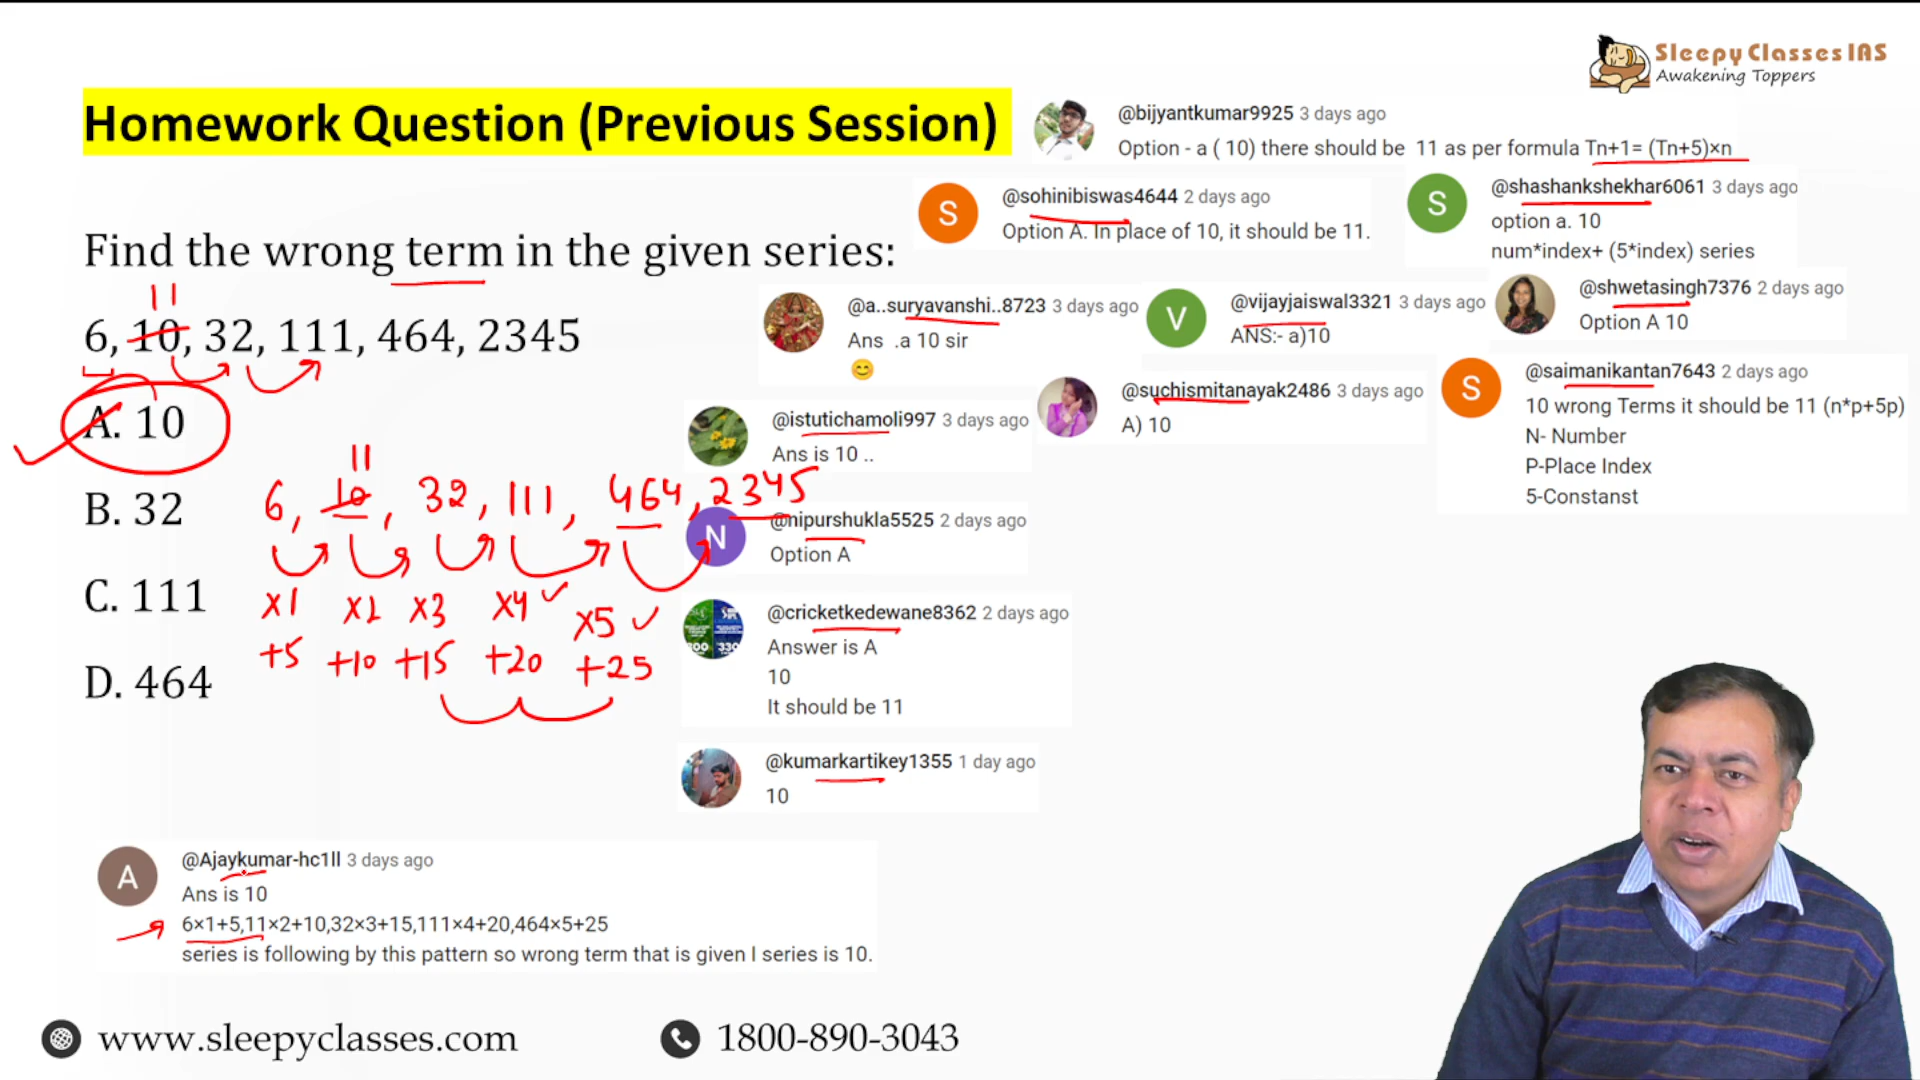 Sleepy Classes IAS
Awakening Toppers
Homework Question (Previous Session)
@bijyantkumar9925 3 days ago
Option - a ( 10) there should be 11 as per formula Tn+1= (Tn+5)×n
@sohinibiswas4644 2 days ago
Option A. In place of 10, it should be 11.
@shashankshekhar6061 3 days ago
option a. 10
num*index+ (5*index) series
Find the wrong term in the given series:
11
6, 10, 32, 111, 464, 2345
@a..suryavanshi..8723 3 days ago
Ans .a 10 sir
😊
V
@vijayjaiswal3321 3 days ago
ANS:- a)10
@shwetasingh7376 2 days ago
Option A 10
S
S
S
@saimanikantan7643 2 days ago
10 wrong Terms it should be 11 (n*p+5p)
N- Number
P-Place Index
5-Constanst
@suchismitanayak2486 3 days ago
A) 10
@istutichamoli997 3 days ago
Ans is 10 ..
A. 10
B. 32
C. 111
D. 464
11
6, 10, 32, 111, 464, 2345
×1 ×2 ×3 ×4 ×5
+5 +10 +15 +20 +25
N
@nipurshukla5525 2 days ago
Option A
@cricketkedewane8362 2 days ago
Answer is A
10
It should be 11
@kumarkartikey1355 1 day ago
10
A
@Ajaykumar-hc1ll 3 days ago
Ans is 10
6×1+5,11×2+10,32×3+15,111×4+20,464×5+25
series is following by this pattern so wrong term that is given I series is 10.
www.sleepyclasses.com
1800-890-3043